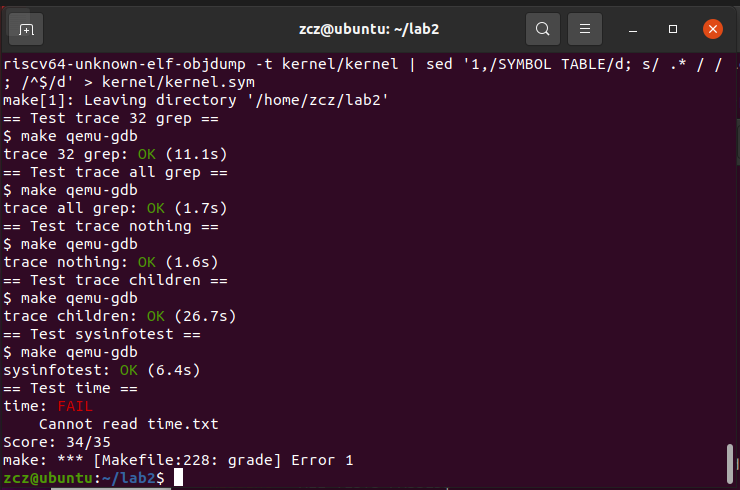 zcz@ubuntu: ~/lab2
riscv64-unknown-elf-objdump -t kernel/kernel | sed '1,/SYMBOL TABLE/d; s/ .* / /
; /^$/d' > kernel/kernel.sym
make[1]: Leaving directory '/home/zcz/lab2'
== Test trace 32 grep ==
$ make qemu-gdb
trace 32 grep: OK (11.1s)
== Test trace all grep ==
$ make qemu-gdb
trace all grep: OK (1.7s)
== Test trace nothing ==
$ make qemu-gdb
trace nothing: OK (1.6s)
== Test trace children ==
$ make qemu-gdb
trace children: OK (26.7s)
== Test sysinfotest ==
$ make qemu-gdb
sysinfotest: OK (6.4s)
== Test time ==
time: FAIL
    Cannot read time.txt
Score: 34/35
make: *** [Makefile:228: grade] Error 1
zcz@ubuntu:~/lab2$